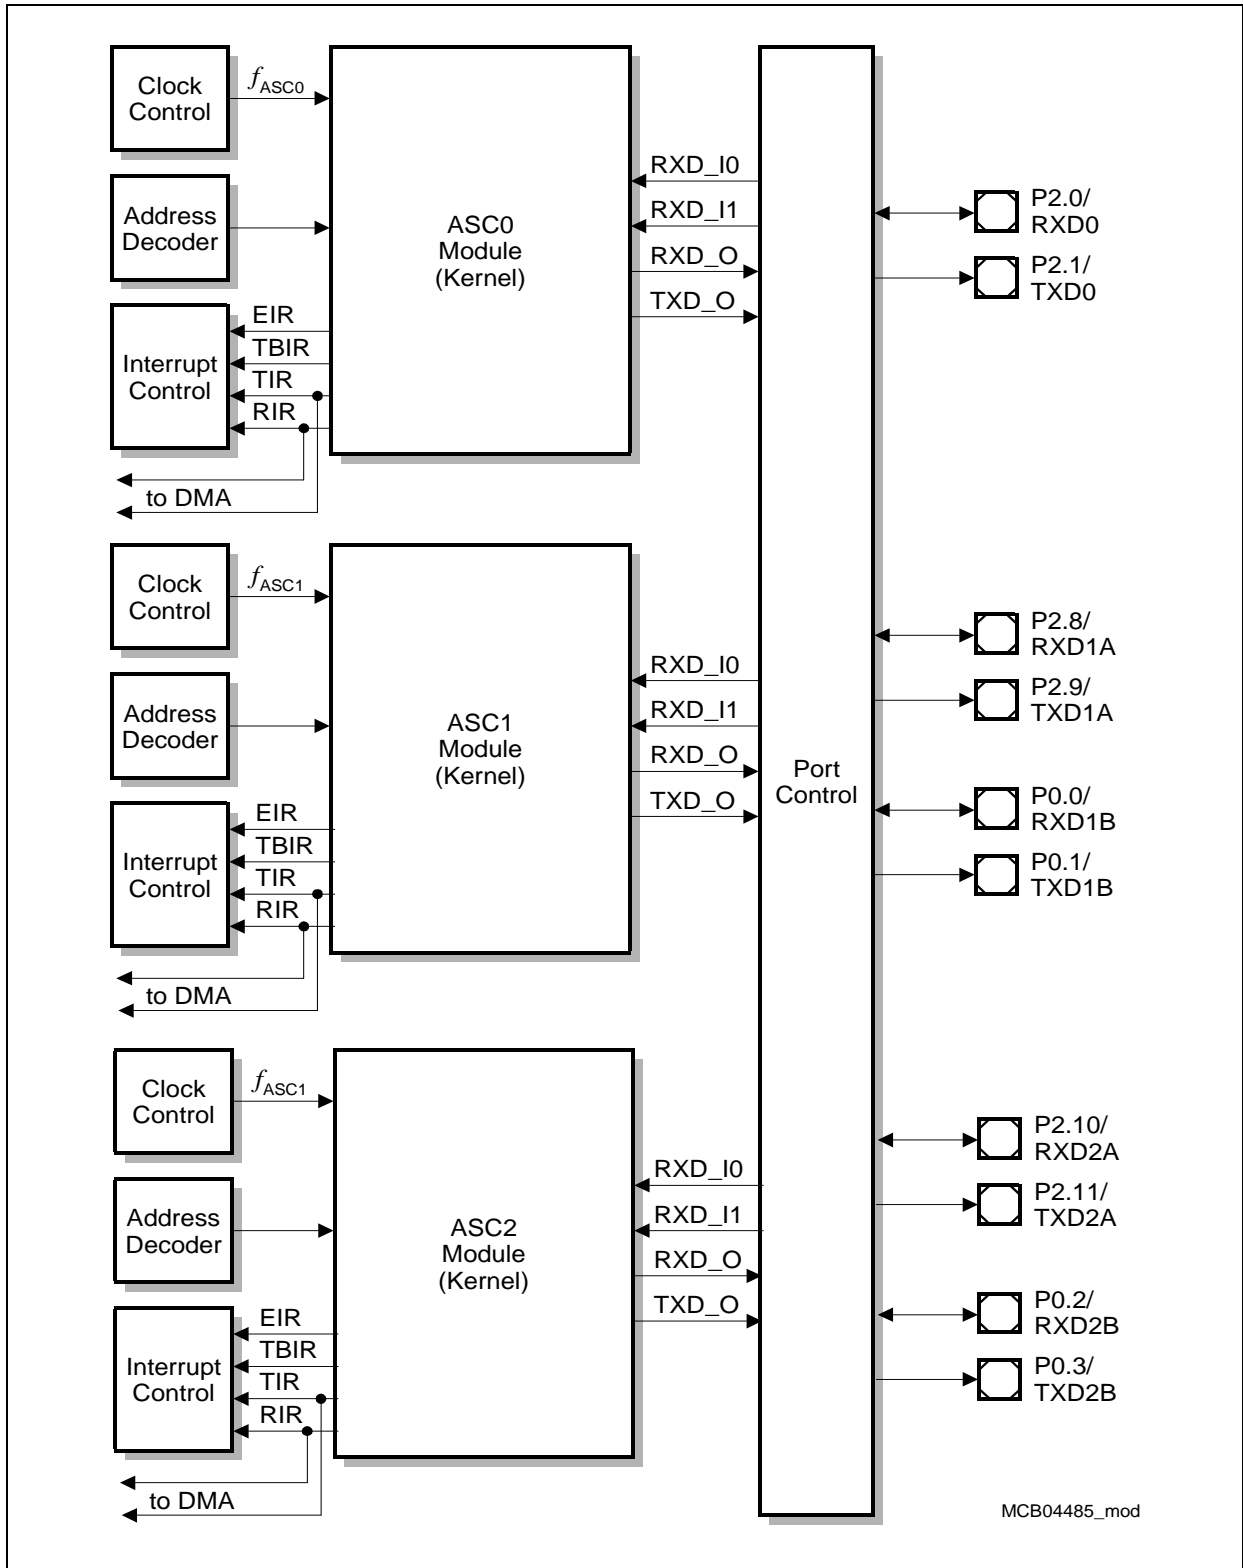 Clock
Control
fASC0
Address
Decoder
Interrupt
Control
EIR
TBIR
TIR
RIR
to DMA
ASC0
Module
(Kernel)
RXD_I0
RXD_I1
RXD_O
TXD_O
P2.0/
RXD0
P2.1/
TXD0
Clock
Control
fASC1
Address
Decoder
Interrupt
Control
EIR
TBIR
TIR
RIR
to DMA
ASC1
Module
(Kernel)
RXD_I0
RXD_I1
RXD_O
TXD_O
Port
Control
P2.8/
RXD1A
P2.9/
TXD1A
P0.0/
RXD1B
P0.1/
TXD1B
Clock
Control
fASC1
Address
Decoder
Interrupt
Control
EIR
TBIR
TIR
RIR
to DMA
ASC2
Module
(Kernel)
RXD_I0
RXD_I1
RXD_O
TXD_O
P2.10/
RXD2A
P2.11/
TXD2A
P0.2/
RXD2B
P0.3/
TXD2B
MCB04485_mod